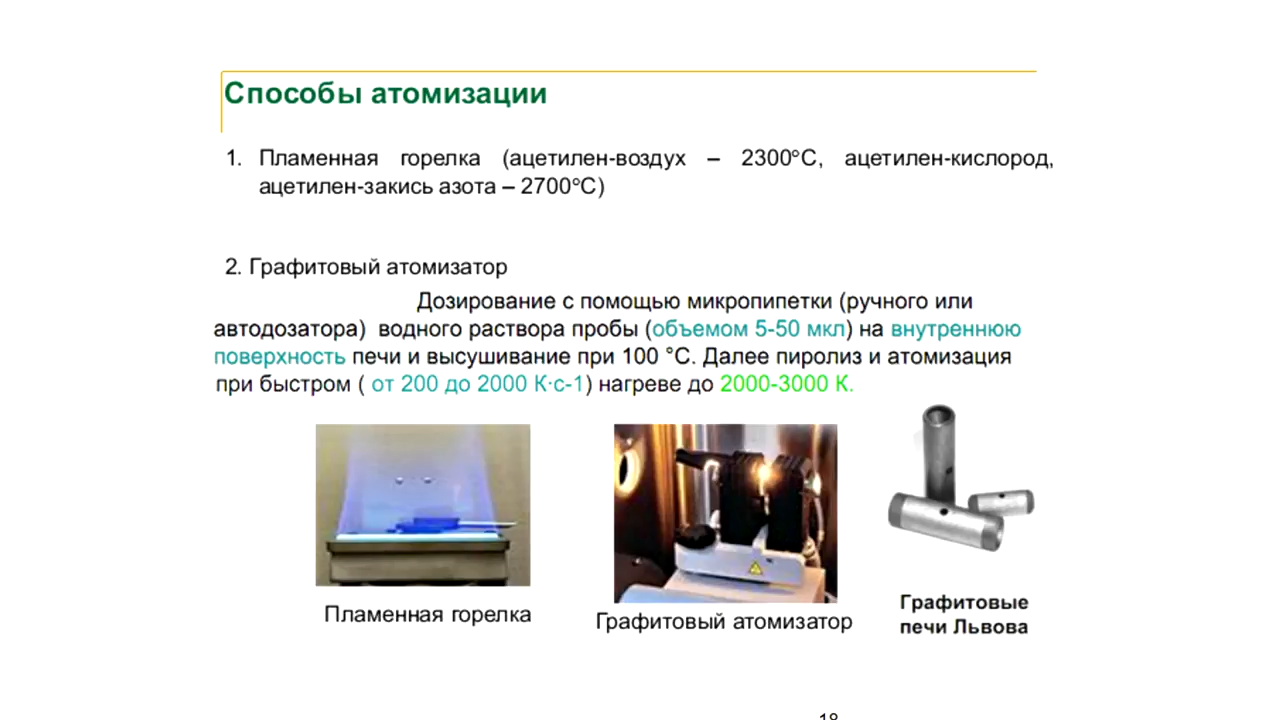 Способы атомизации
1. Пламенная горелка (ацетилен-воздух – 2300°С, ацетилен-кислород,
ацетилен-закись азота – 2700°С)
2. Графитовый атомизатор
Дозирование с помощью микропипетки (ручного или
автодозатора) водного раствора пробы (объемом 5-50 мкл) на внутреннюю
поверхность печи и высушивание при 100 °С. Далее пиролиз и атомизация
при быстром ( от 200 до 2000 К·с-1) нагреве до 2000-3000 К.
Пламенная горелка
Графитовый атомизатор
Графитовые
печи Львова
18